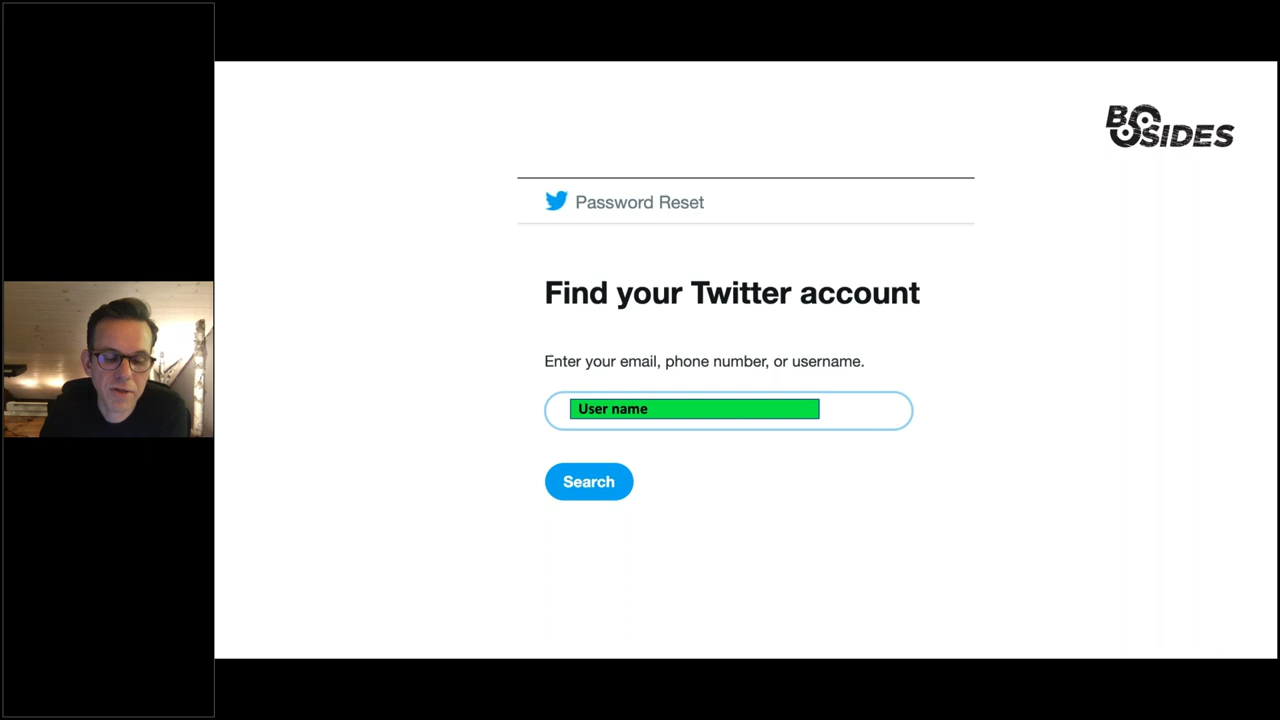 BSIDES
Password Reset
Find your Twitter account
Enter your email, phone number, or username.
User name
Search